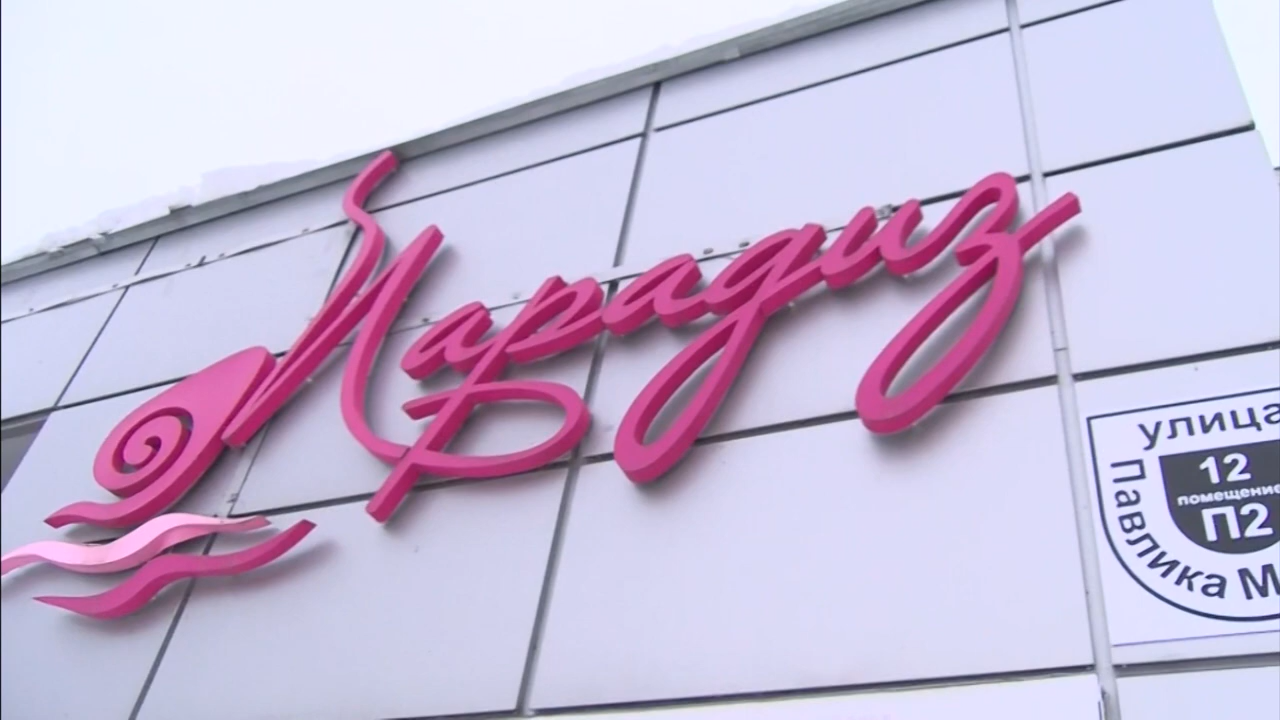 Парадиз
улица
12
помещение
П2
Павлика